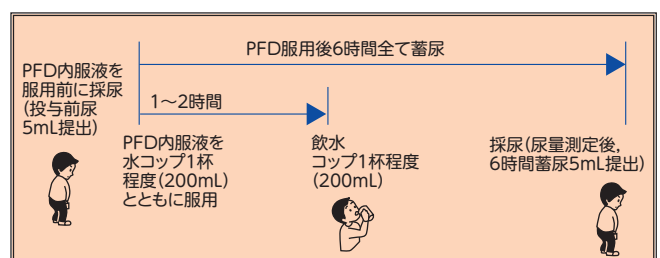 PFD服用後6時間全て蓄尿
PFD内服液を
服用前に採尿
(投与前尿
5mL提出)
1〜2時間
PFD内服液を
水コップ1杯
程度(200mL)
とともに服用
飲水
コップ1杯程度
(200mL)
採尿(尿量測定後,
6時間蓄尿5mL提出)